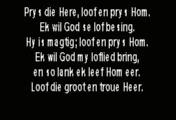 Prys die Here, loof en prys Hom.
Ek wil God se lof besing.
Hy is magtig; loof en prys Hom.
Ek wil God my loflied bring,
en so lank ek leef Hom eer.
Loof die groot en troue Heer.